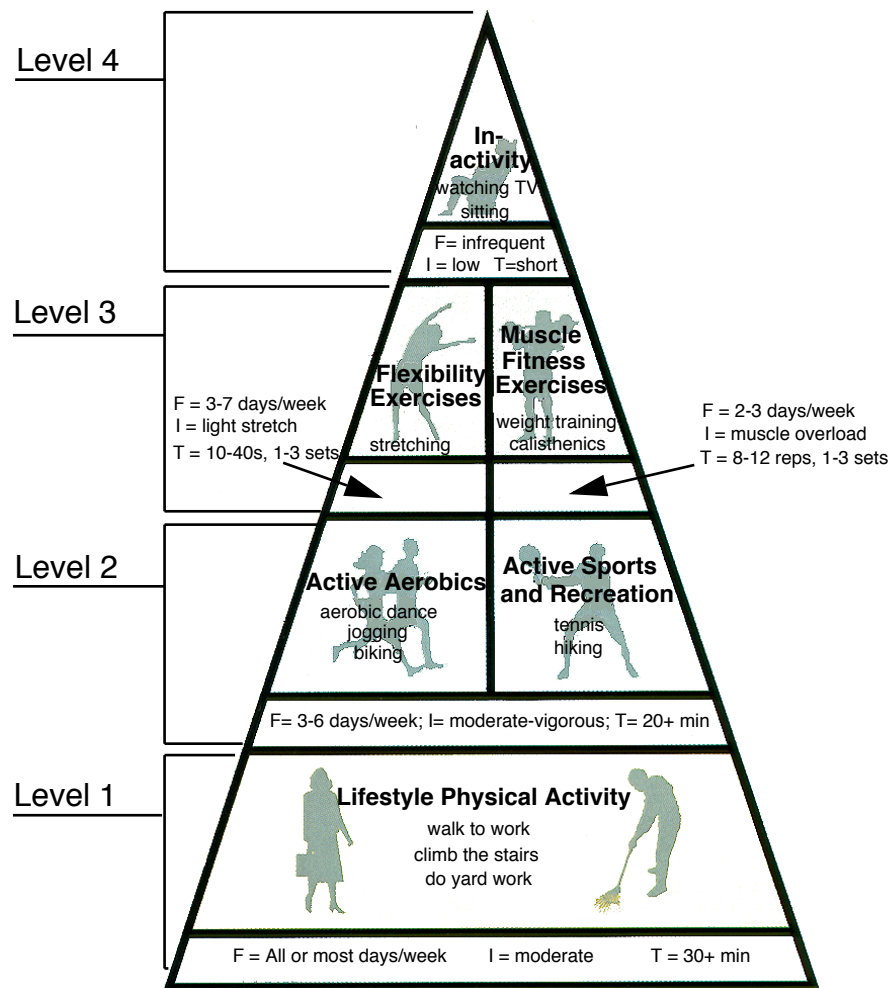 Level 4
In-
activity
watching TV
sitting
F= infrequent
I = low T=short
Level 3
Flexibility
Exercises
stretching
Muscle
Fitness
Exercises
weight training
calisthenics
F = 3-7 days/week
I = light stretch
T = 10-40s, 1-3 sets
F = 2-3 days/week
I = muscle overload
T = 8-12 reps, 1-3 sets
Level 2
Active Aerobics
aerobic dance
jogging
biking
Active Sports
and Recreation
tennis
hiking
F= 3-6 days/week; I= moderate-vigorous; T= 20+ min
Level 1
Lifestyle Physical Activity
walk to work
climb the stairs
do yard work
F = All or most days/week I = moderate T = 30+ min